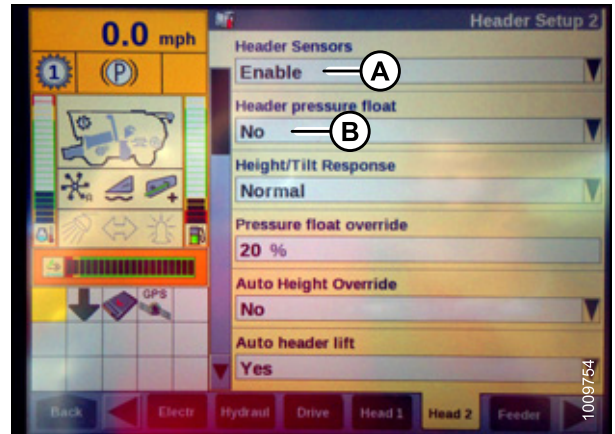 Header Setup 2
0.0 mph
1
(P)
GPS
Header Sensors
Enable
A
Header pressure float
No
B
Height/Tilt Response
Normal
Pressure float override
20 %
Auto Height Override
No
Auto header lift
Yes
Back
Electr
Hydraul
Drive
Head 1
Head 2
Feeder
1009754